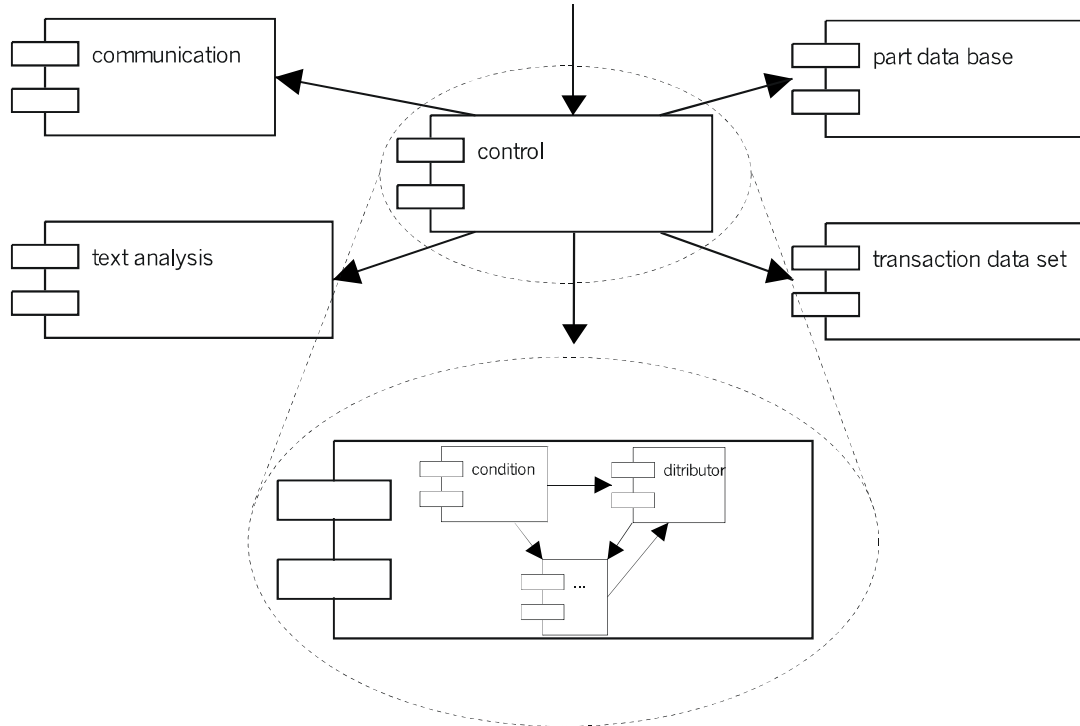 communication
part data base
control
text analysis
transaction data set
condition
ditributor
...